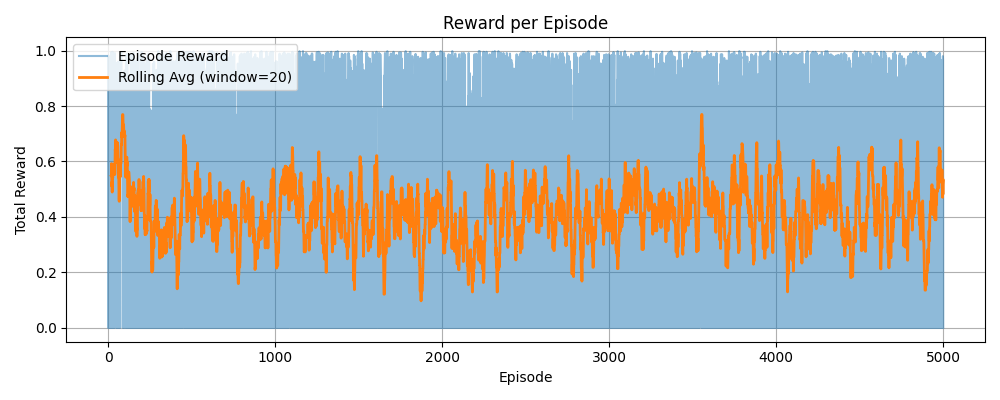 Reward per Episode
Episode Reward
Rolling Avg (window=20)
Total Reward
1.0
0.8
0.6
0.4
0.2
0.0
0 1000 2000 3000 4000 5000
Episode